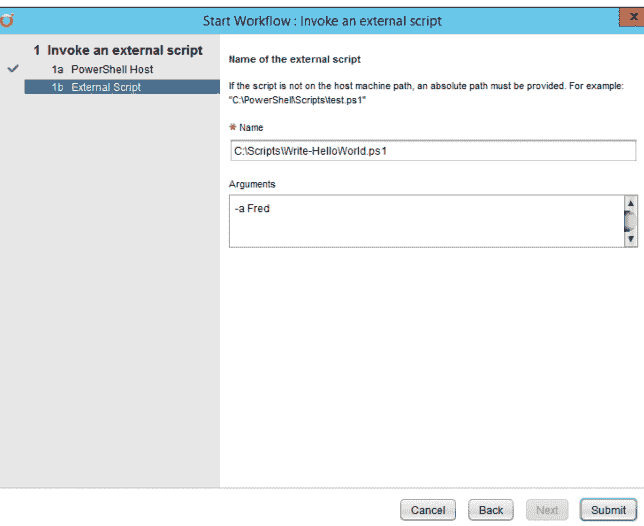 Start Workflow : Invoke an external script
x
1 Invoke an external script
1a PowerShell Host
1b External Script
Name of the external script
If the script is not on the host machine path, an absolute path must be provided. For example:
"C:\PowerShell\Scripts\test.ps1"
* Name
C:\Scripts\Write-HelloWorld.ps1
Arguments
-a Fred
Cancel Back Next Submit